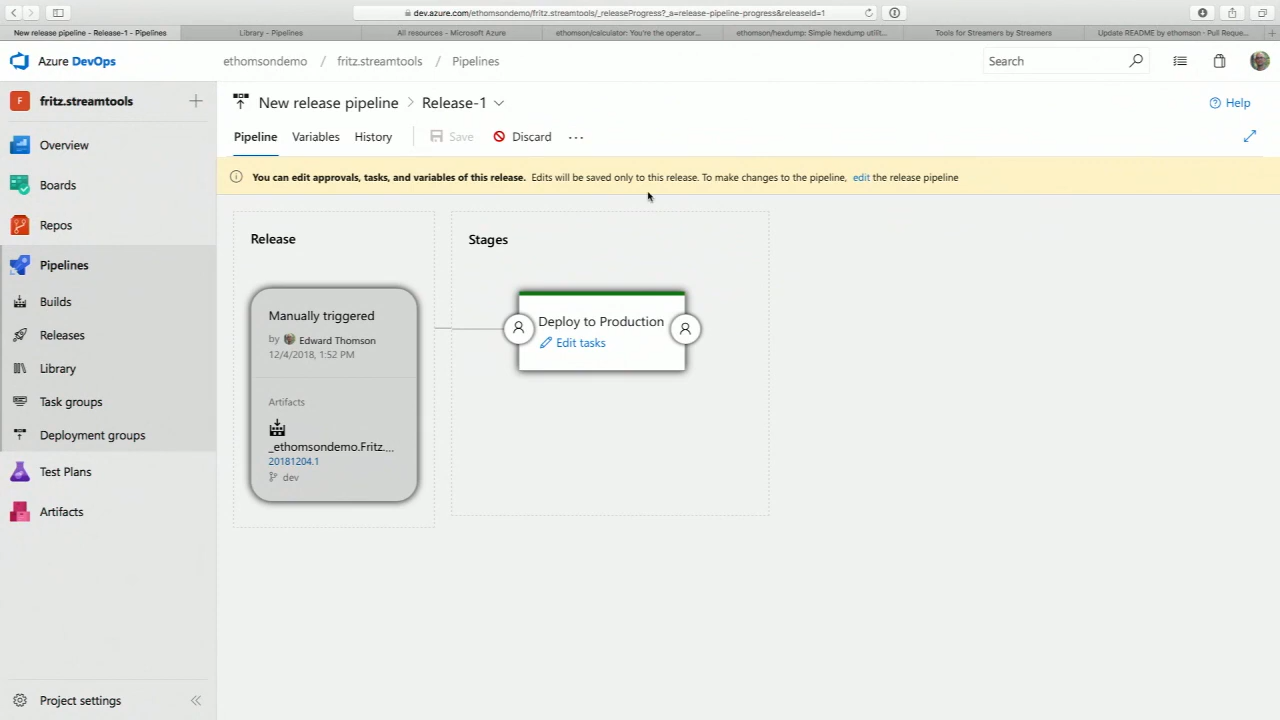 dev.azure.com/ethomsondemo/fritz.streamtools/_releaseProgress?_a=release-pipeline-progress&releaseId=1
New release pipeline - Release-1 - Pipelines
Library - Pipelines
All resources - Microsoft Azure
ethomson/calculator: You're the operator...
ethomson/hexdump: Simple hexdump utilit...
Tools for Streamers by Streamers
Update README by ethomson - Pull Reque...
Azure DevOps
ethomsondemo / fritz.streamtools / Pipelines
Search
F fritz.streamtools
New release pipeline > Release-1
Help
Pipeline Variables History Save Discard ...
You can edit approvals, tasks, and variables of this release. Edits will be saved only to this release. To make changes to the pipeline, edit the release pipeline
Overview
Boards
Repos
Pipelines
Builds
Releases
Library
Task groups
Deployment groups
Test Plans
Artifacts
Project settings
Release
Manually triggered
by Edward Thomson
12/4/2018, 1:52 PM
Artifacts
_ethomsondemo.Fritz....
20181204.1
dev
Stages
Deploy to Production
Edit tasks